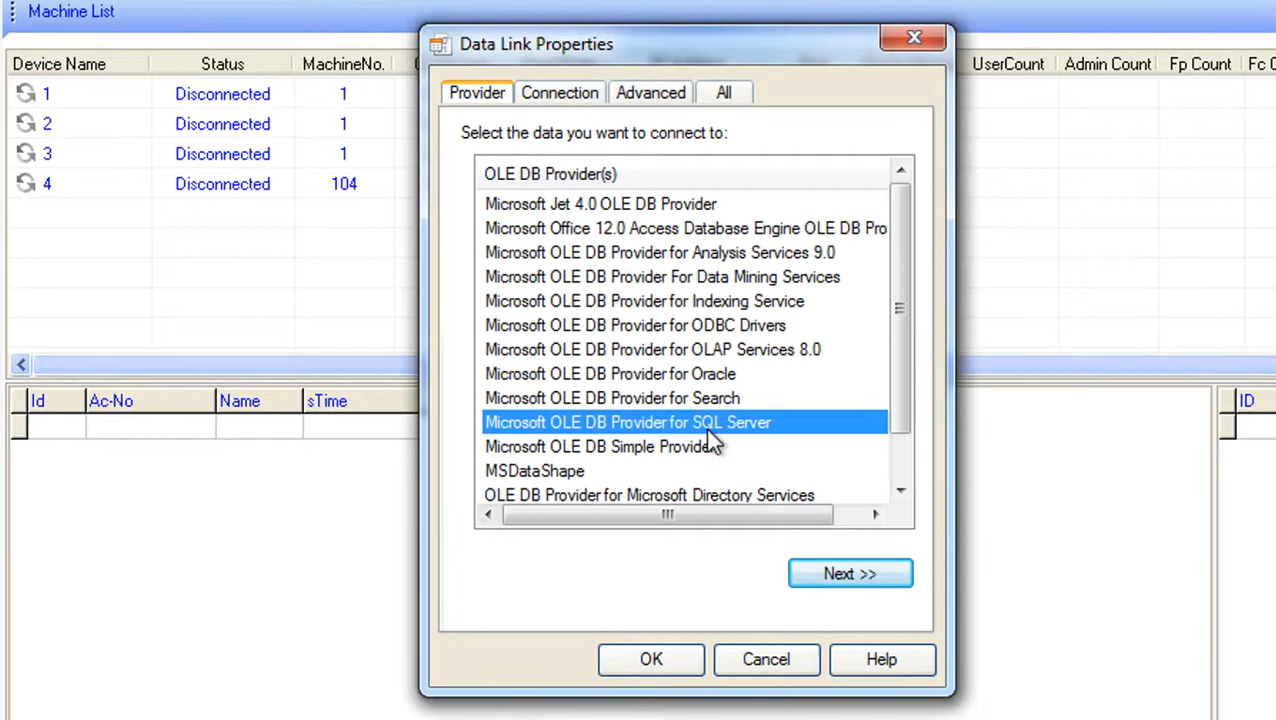 Machine List
Data Link Properties
Device Name Status MachineNo. UserCount Admin Count Fp Count Fc
1 Disconnected 1
2 Disconnected 1
3 Disconnected 1
4 Disconnected 104
Provider Connection Advanced All
Select the data you want to connect to:
OLE DB Provider(s)
Microsoft Jet 4.0 OLE DB Provider
Microsoft Office 12.0 Access Database Engine OLE DB Pro
Microsoft OLE DB Provider for Analysis Services 9.0
Microsoft OLE DB Provider For Data Mining Services
Microsoft OLE DB Provider for Indexing Service
Microsoft OLE DB Provider for ODBC Drivers
Microsoft OLE DB Provider for OLAP Services 8.0
Microsoft OLE DB Provider for Oracle
Microsoft OLE DB Provider for Search
Microsoft OLE DB Provider for SQL Server
Microsoft OLE DB Simple Provider
MSDataShape
OLE DB Provider for Microsoft Directory Services
Id Ac-No Name sTime ID
Next >>
OK Cancel Help